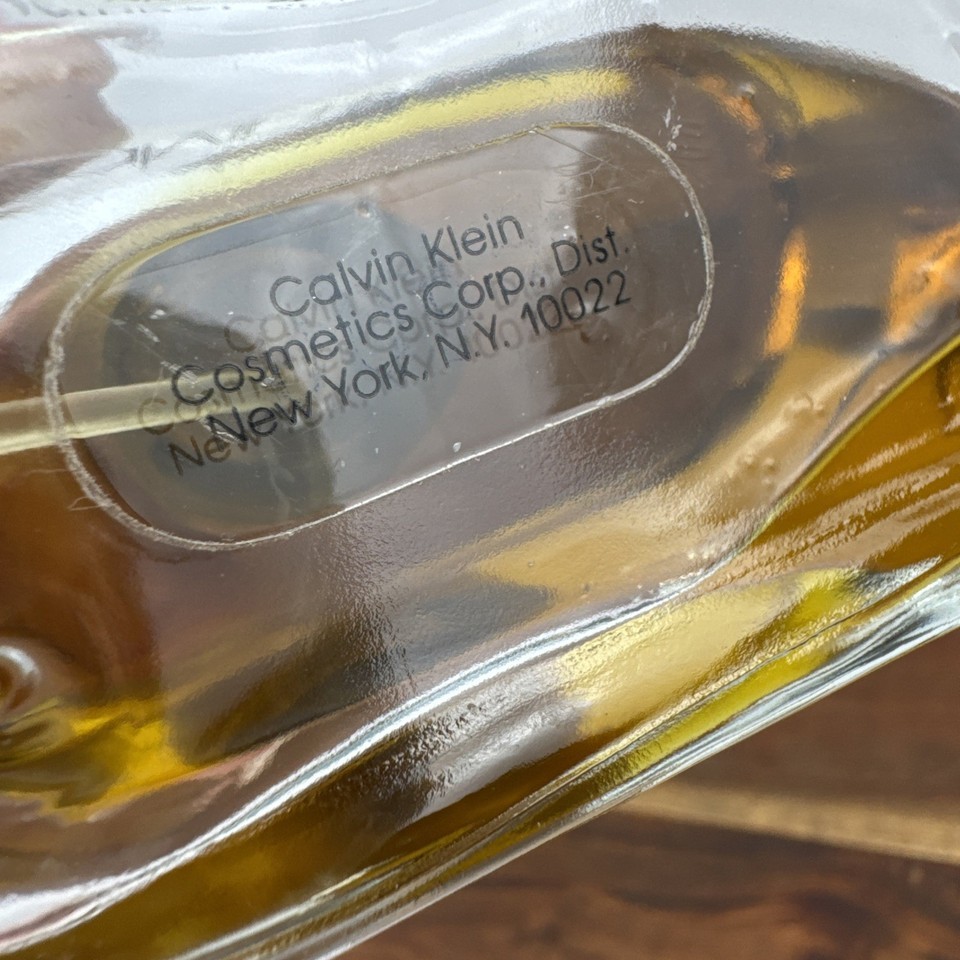 Calvin Klein
Cosmetics Corp., Dist.
New York, N.Y. 10022